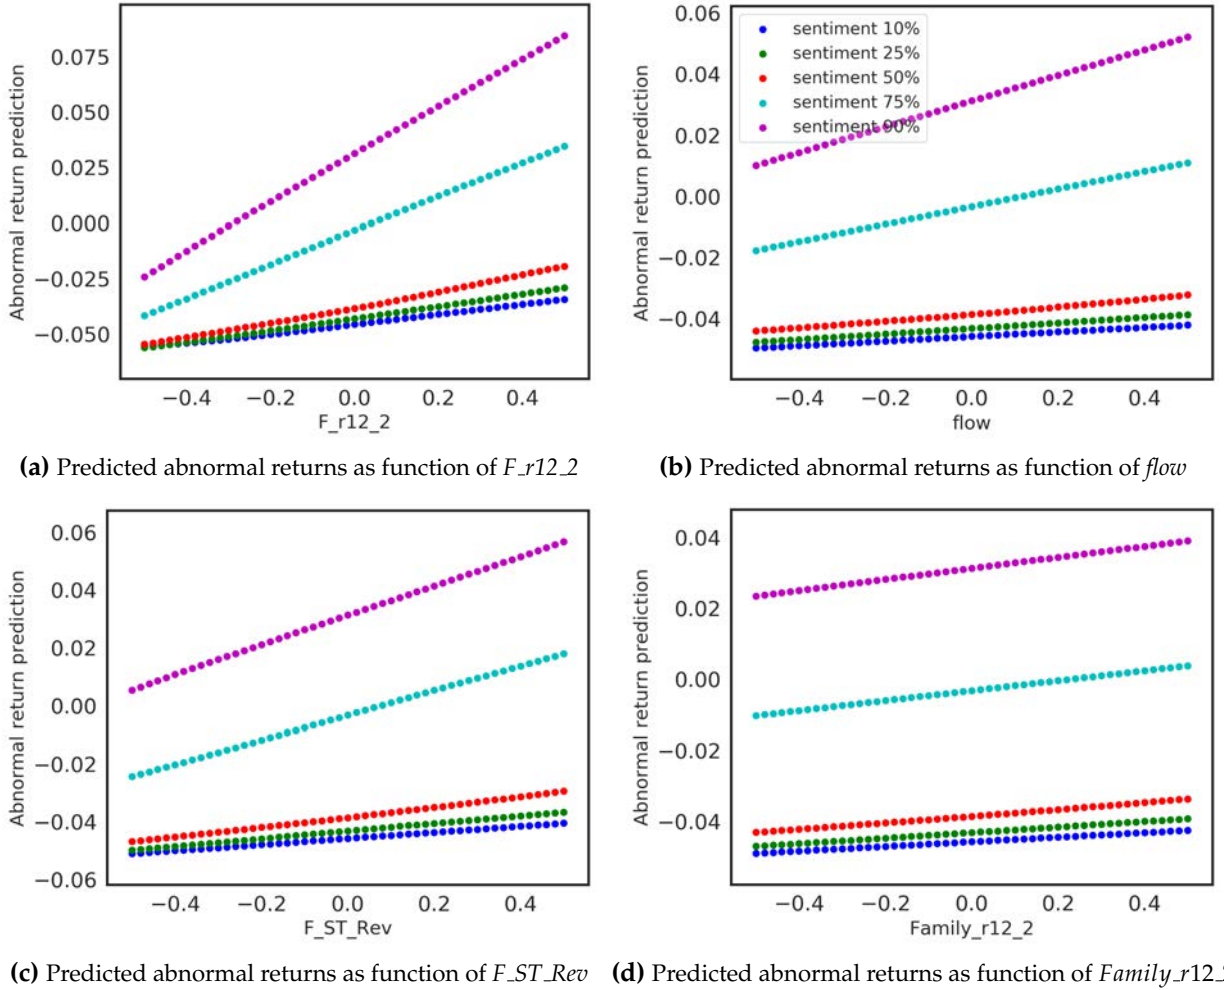 0.075
0.050
0.025
0.000
−0.025
−0.050
Abnormal return prediction
−0.4 −0.2 0.0 0.2 0.4
F_r12_2
(a) Predicted abnormal returns as function of F_r12_2
0.06
0.04
0.02
0.00
−0.02
−0.04
Abnormal return prediction
sentiment 10%
sentiment 25%
sentiment 50%
sentiment 75%
sentiment 90%
−0.4 −0.2 0.0 0.2 0.4
flow
(b) Predicted abnormal returns as function of flow
0.06
0.04
0.02
0.00
−0.02
−0.04
−0.06
Abnormal return prediction
−0.4 −0.2 0.0 0.2 0.4
F_ST_Rev
(c) Predicted abnormal returns as function of F_ST_Rev
0.04
0.02
0.00
−0.02
−0.04
Abnormal return prediction
−0.4 −0.2 0.0 0.2 0.4
Family_r12_2
(d) Predicted abnormal returns as function of Family_r12_